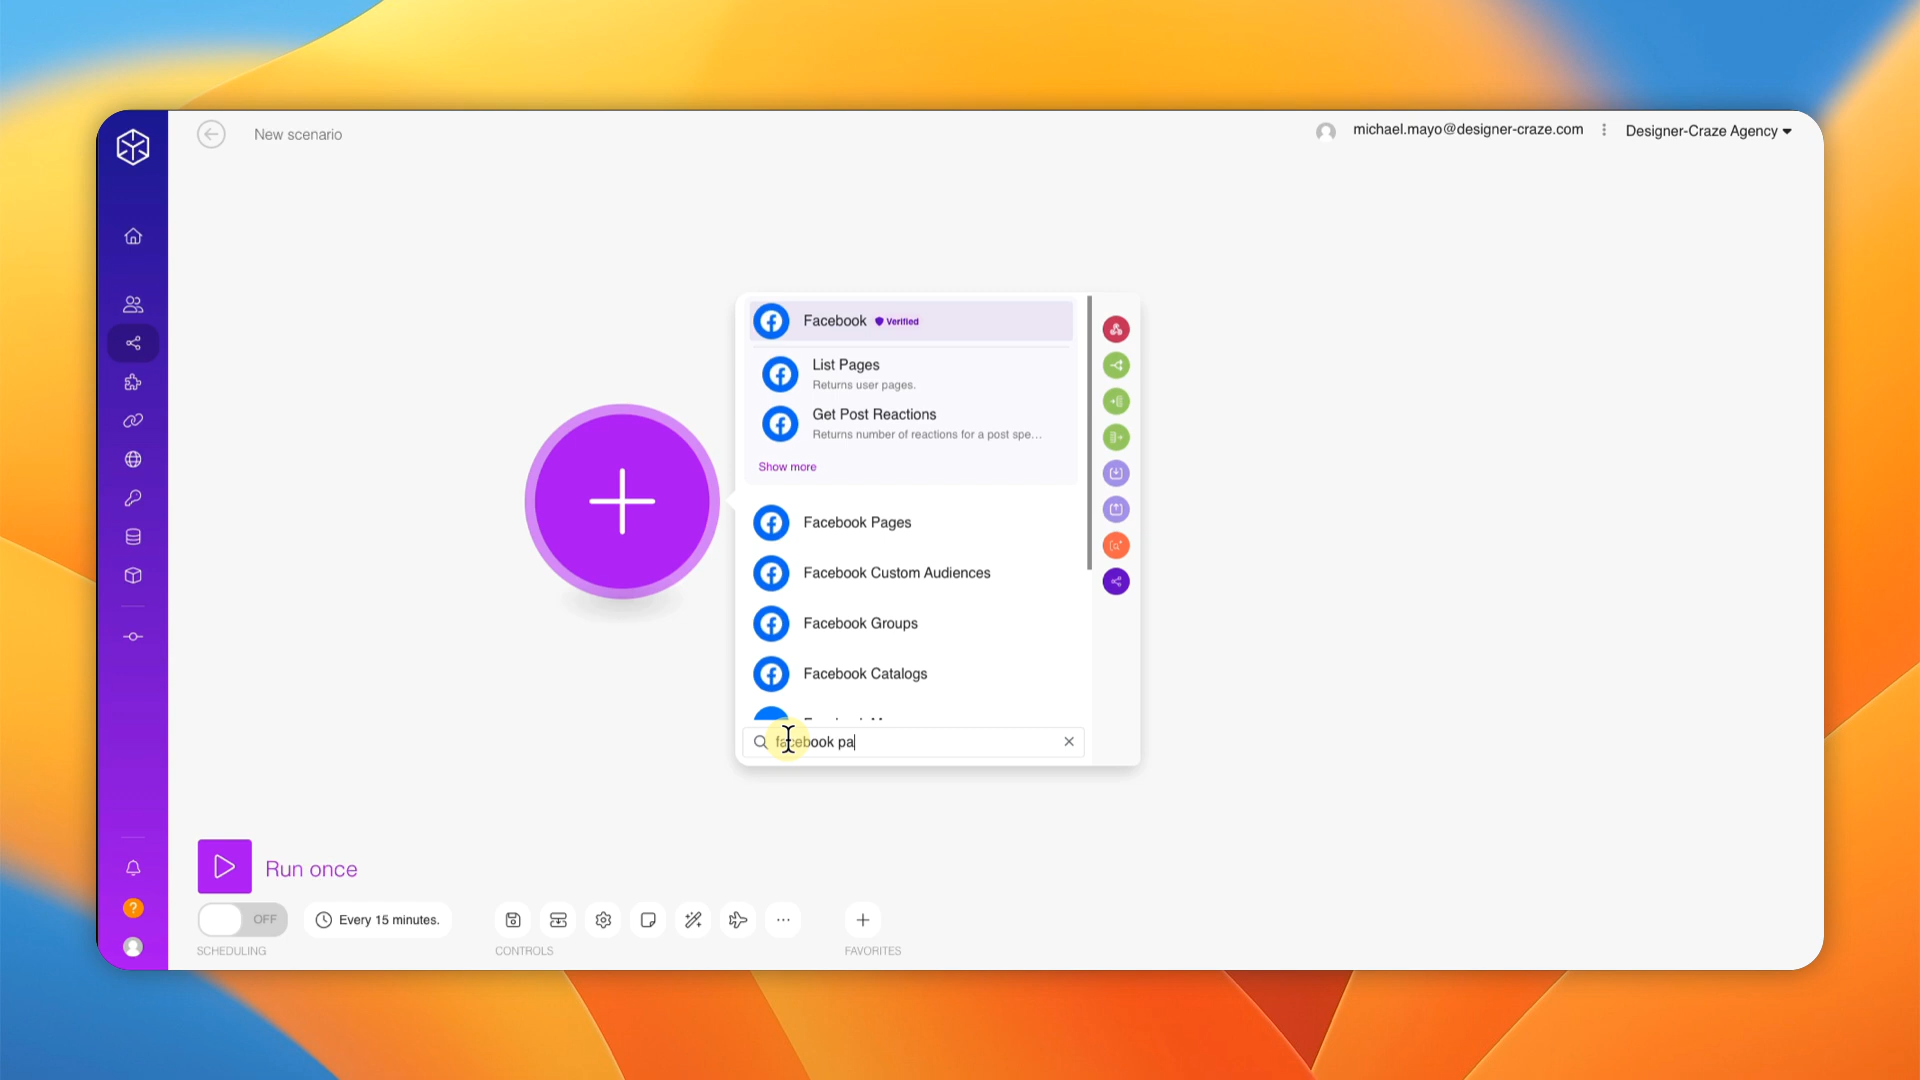 New scenario
michael.mayo@designer-craze.com
Designer-Craze Agency
Facebook Verified
List Pages
Returns user pages.
Get Post Reactions
Returns number of reactions for a post spe...
Show more
Facebook Pages
Facebook Custom Audiences
Facebook Groups
Facebook Catalogs
facebook pa
Run once
OFF
Every 15 minutes.
SCHEDULING
CONTROLS
FAVORITES
?